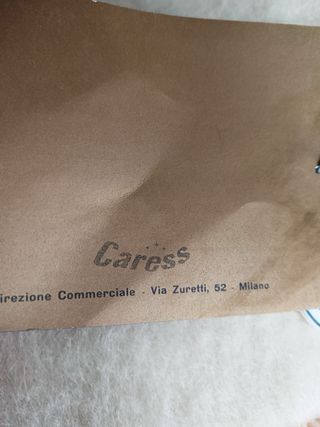 Caress
irezione Commerciale - Via Zuretti, 52 - Milano